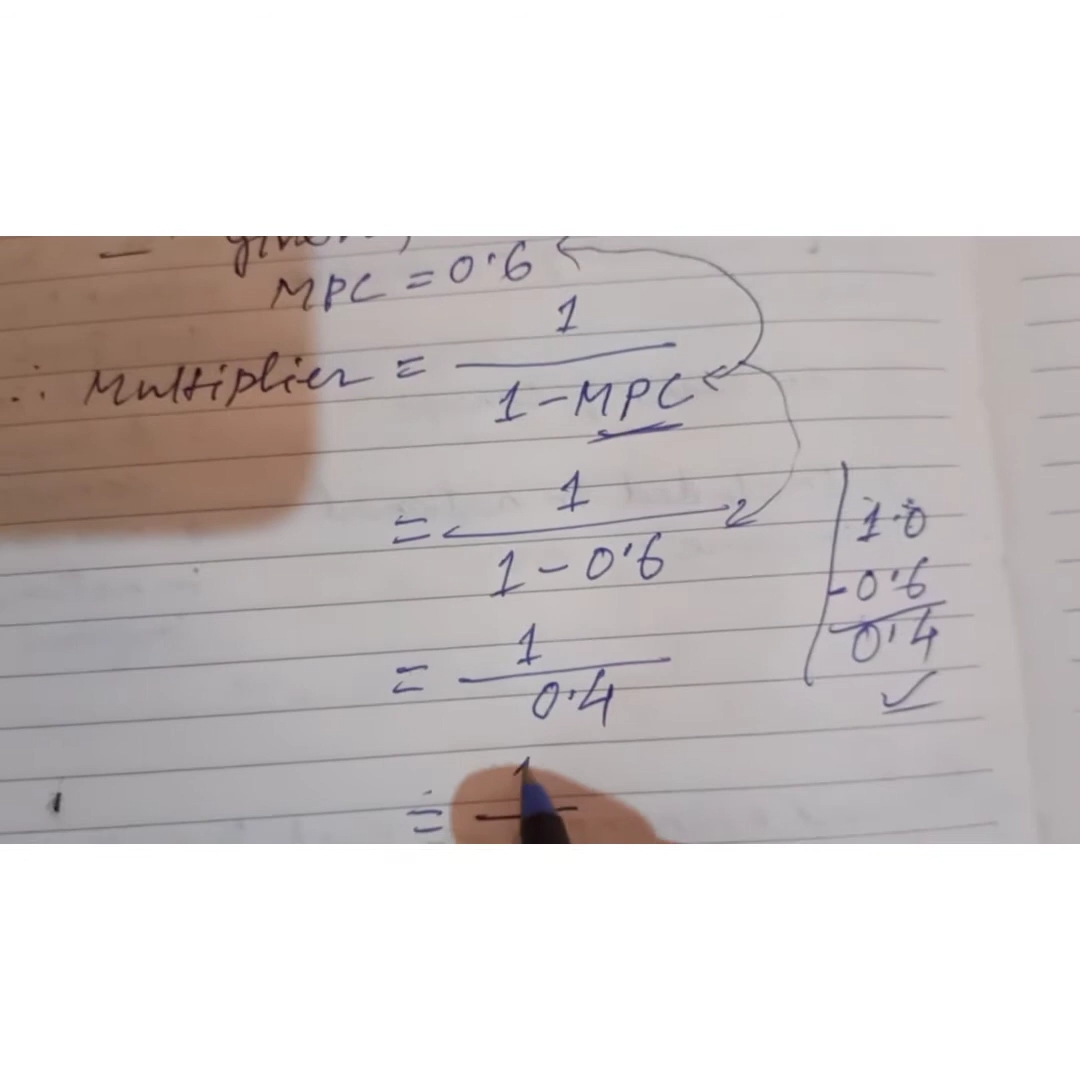 MPC = 0.6
∴ Multiplier = 1 / 1 - MPC
= 1 / 1 - 0.6
1.0
- 0.6
0.4
= 1 / 0.4
= 1